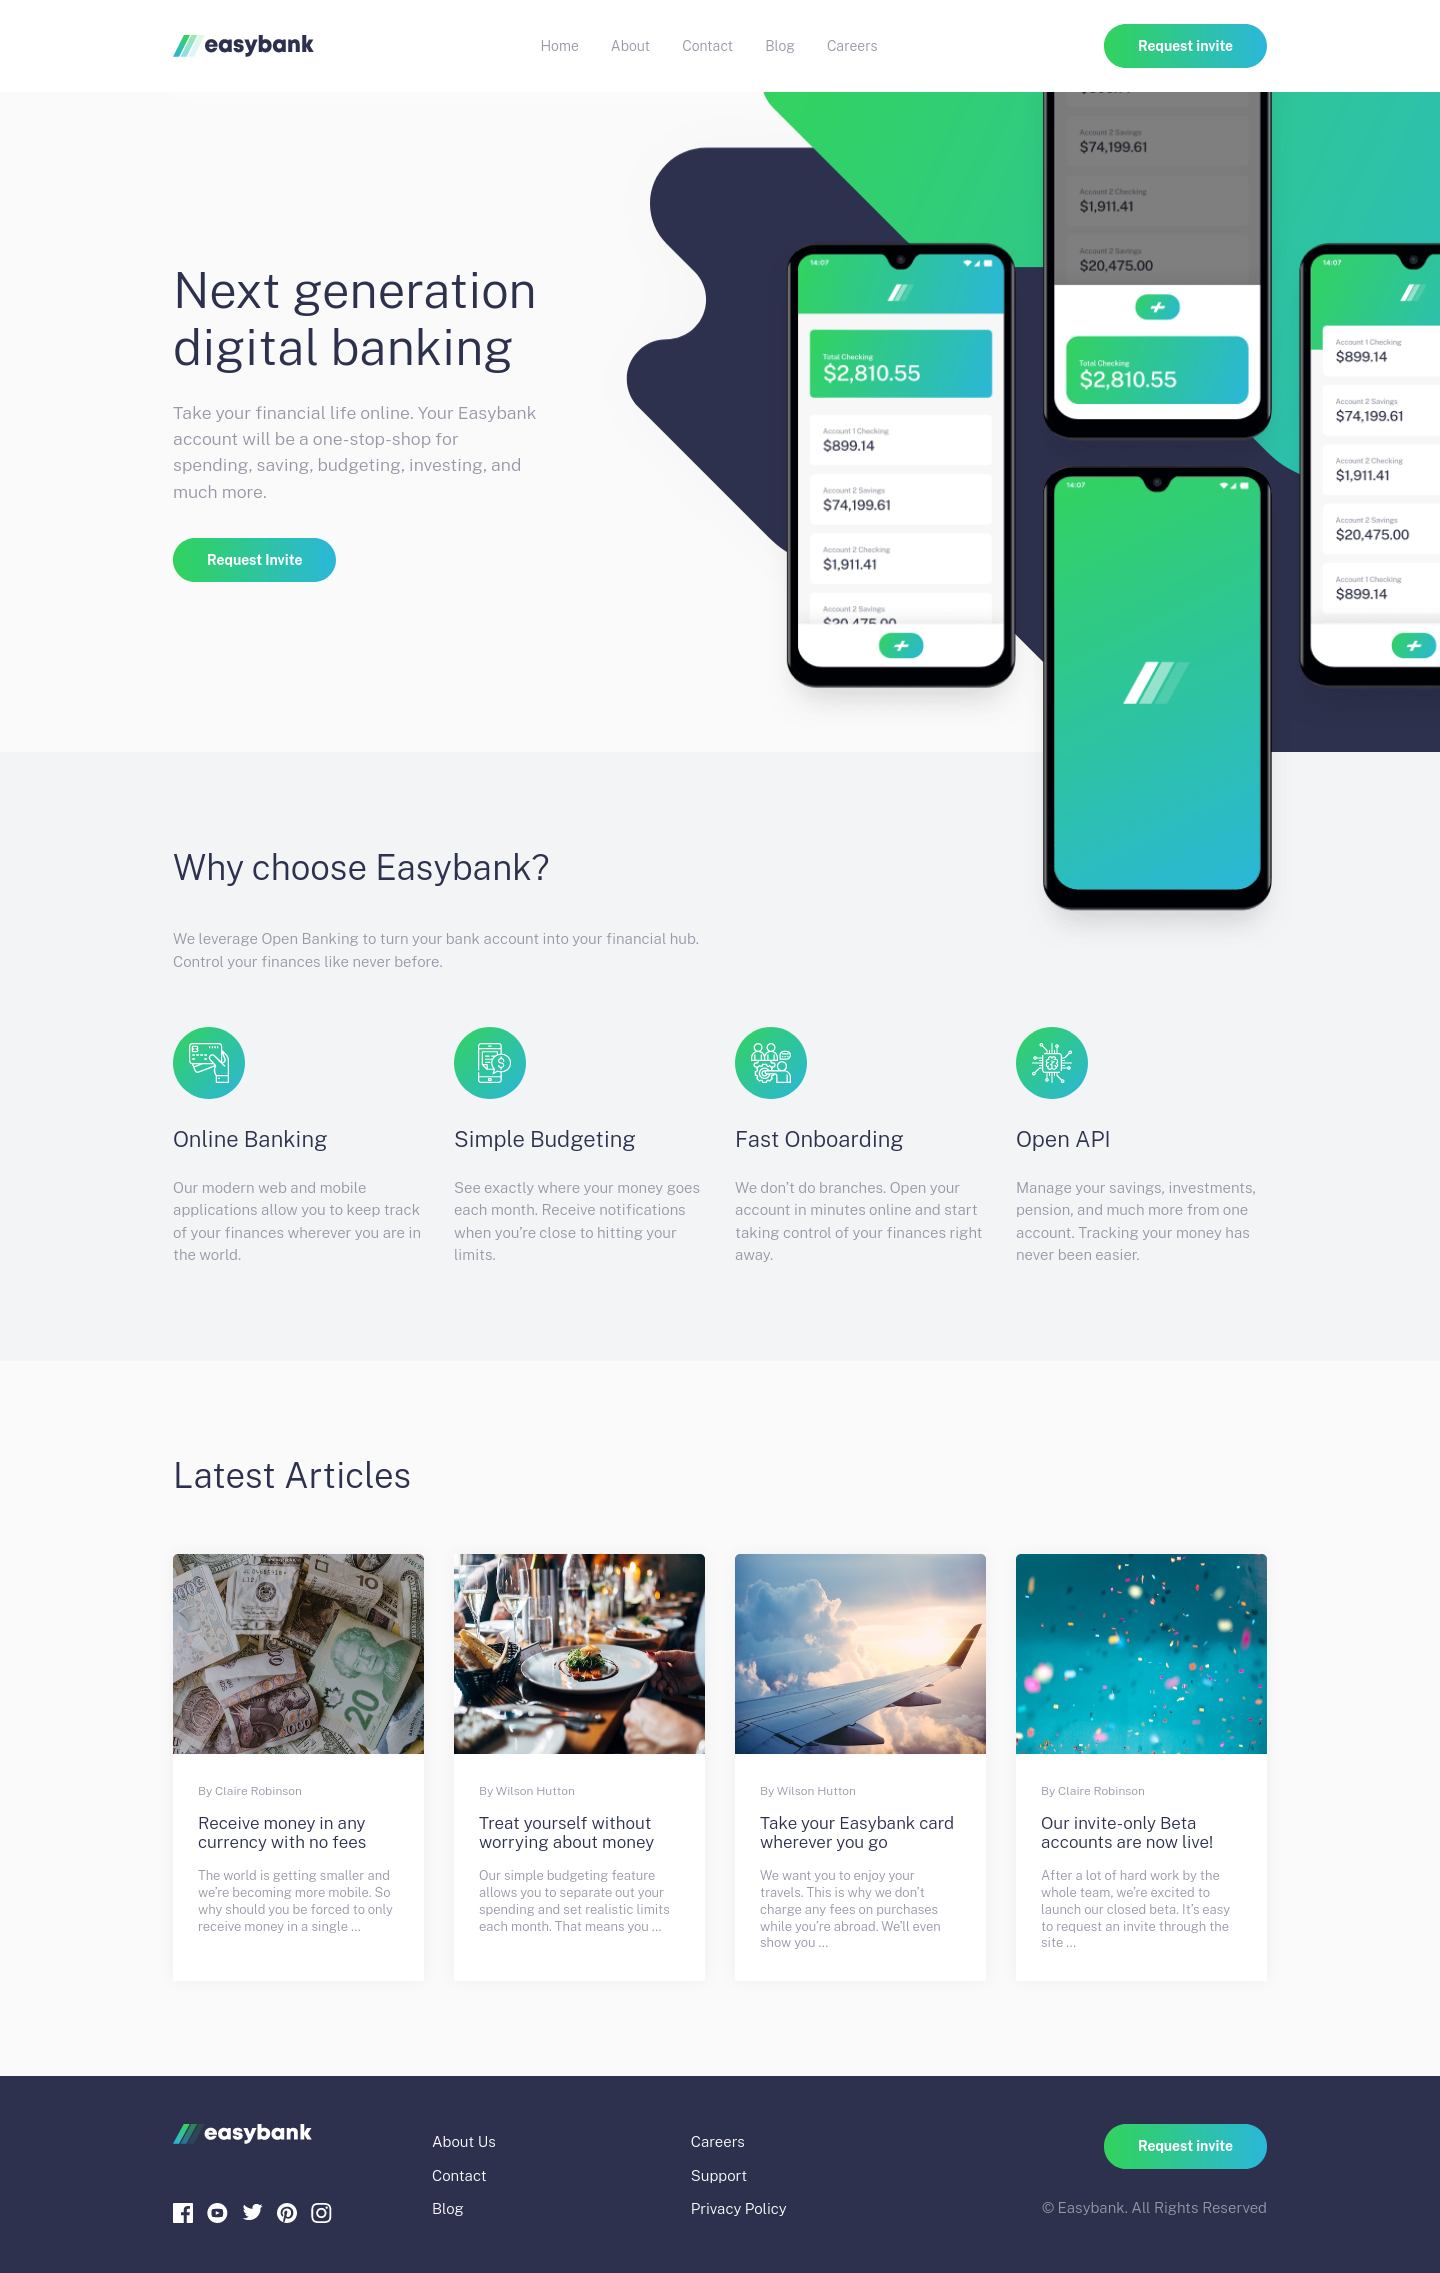 easybank
Home
About
Contact
Blog
Careers
Request invite
Next generation
digital banking
Take your financial life online. Your Easybank
account will be a one-stop-shop for
spending, saving, budgeting, investing, and
much more.
Request Invite
14:07
Total Checking
$2,810.55
Account 1 Checking
$899.14
Account 2 Savings
$74,199.61
Account 2 Checking
$1,911.41
Account 2 Savings
$20,475.00
Account 2 Savings
$74,199.61
Account 2 Checking
$1,911.41
Account 2 Savings
$20,475.00
Total Checking
$2,810.55
14:07
14:07
Account 1 Checking
$899.14
Account 2 Savings
$74,199.61
Account 2 Checking
$1,911.41
Account 2 Savings
$20,475.00
Account 1 Checking
$899.14
Why choose Easybank?
We leverage Open Banking to turn your bank account into your financial hub.
Control your finances like never before.
Online Banking
Our modern web and mobile
applications allow you to keep track
of your finances wherever you are in
the world.
Simple Budgeting
See exactly where your money goes
each month. Receive notifications
when you’re close to hitting your
limits.
Fast Onboarding
We don’t do branches. Open your
account in minutes online and start
taking control of your finances right
away.
Open API
Manage your savings, investments,
pension, and much more from one
account. Tracking your money has
never been easier.
Latest Articles
10
20
1000
By Claire Robinson
Receive money in any
currency with no fees
The world is getting smaller and
we’re becoming more mobile. So
why should you be forced to only
receive money in a single …
By Wilson Hutton
Treat yourself without
worrying about money
Our simple budgeting feature
allows you to separate out your
spending and set realistic limits
each month. That means you …
By Wilson Hutton
Take your Easybank card
wherever you go
We want you to enjoy your
travels. This is why we don’t
charge any fees on purchases
while you’re abroad. We’ll even
show you …
By Claire Robinson
Our invite-only Beta
accounts are now live!
After a lot of hard work by the
whole team, we’re excited to
launch our closed beta. It’s easy
to request an invite through the
site …
easybank
About Us
Contact
Blog
Careers
Support
Privacy Policy
Request invite
© Easybank. All Rights Reserved